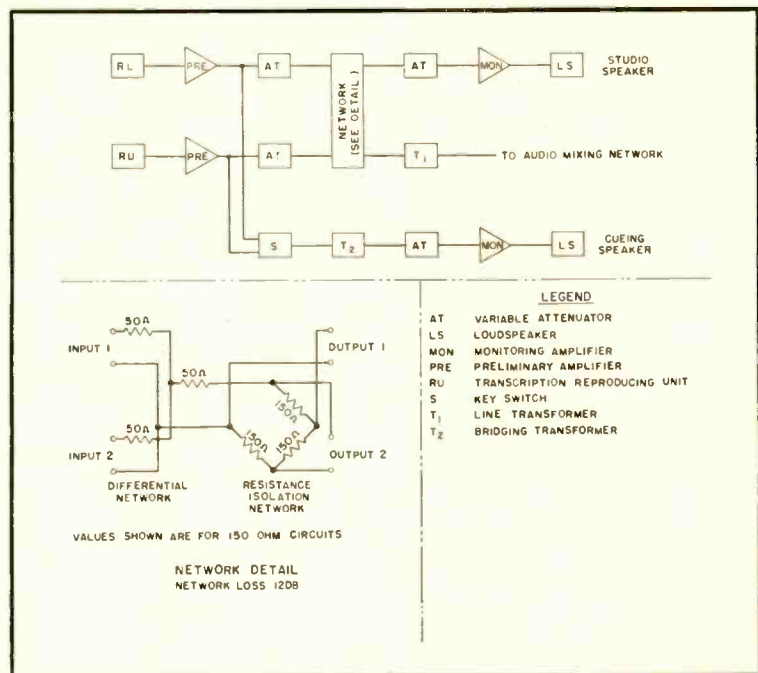 RL PRE AT NETWORK (SEE DETAIL) AT MON LS STUDIO SPEAKER
RU PRE AT T1 TO AUDIO MIXING NETWORK
S T2 AT MON LS CUEING SPEAKER
50Ω
INPUT 1
50Ω
50Ω
INPUT 2
DIFFERENTIAL
NETWORK
OUTPUT 1
150Ω
150Ω
150Ω
OUTPUT 2
RESISTANCE
ISOLATION
NETWORK
VALUES SHOWN ARE FOR 150 OHM CIRCUITS
NETWORK DETAIL
NETWORK LOSS 12DB
LEGEND
AT VARIABLE ATTENUATOR
LS LOUDSPEAKER
MON MONITORING AMPLIFIER
PRE PRELIMINARY AMPLIFIER
RU TRANSCRIPTION REPRODUCING UNIT
S KEY SWITCH
T1 LINE TRANSFORMER
T2 BRIDGING TRANSFORMER